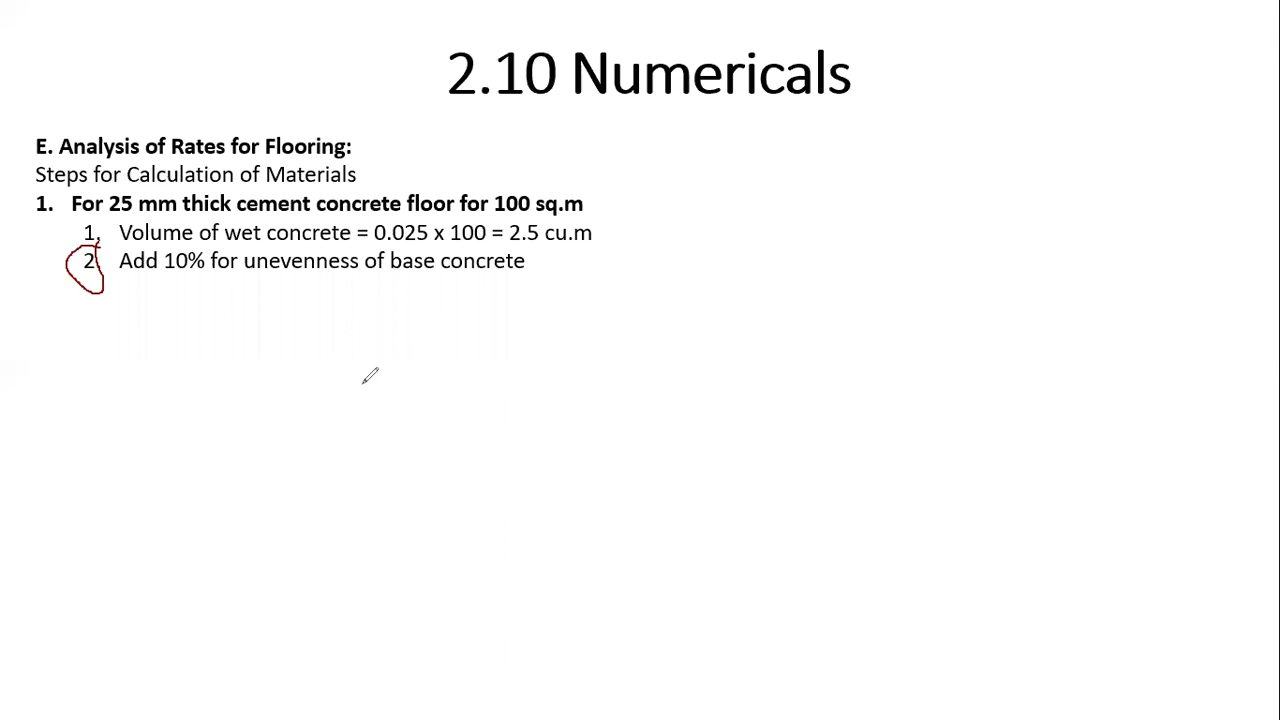 2.10 Numericals
E. Analysis of Rates for Flooring:
Steps for Calculation of Materials
1. For 25 mm thick cement concrete floor for 100 sq.m
1. Volume of wet concrete = 0.025 x 100 = 2.5 cu.m
2. Add 10% for unevenness of base concrete